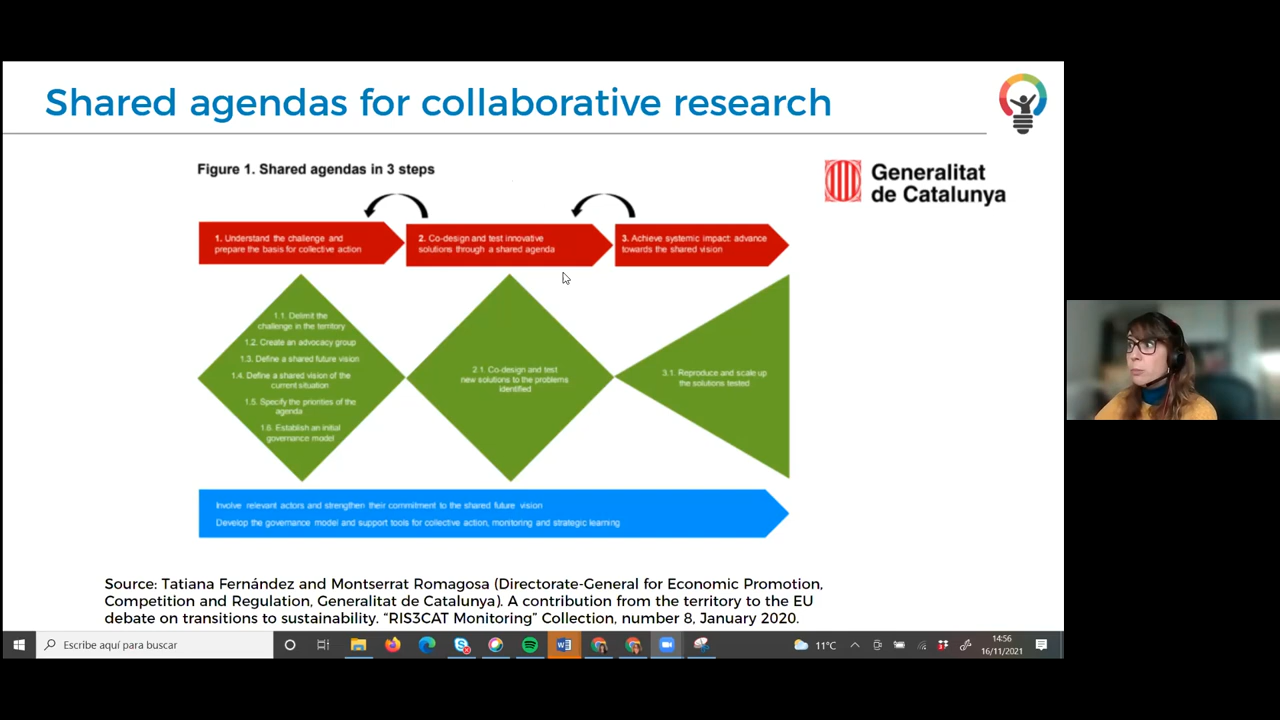 Shared agendas for collaborative research
Figure 1. Shared agendas in 3 steps
Generalitat
de Catalunya
1. Understand the challenge and
prepare the basis for collective action
2. Co-design and test innovative
solutions through a shared agenda
3. Achieve systemic impact: advance
towards the shared vision
1.1. Delimit the
challenge in the territory
1.2. Create an advocacy group
1.3. Define a shared future vision
1.4. Define a shared vision of the
current situation
1.5. Specify the priorities of the
agenda
1.6. Establish an initial
governance model
2.1. Co-design and test
new solutions to the problems
identified
3.1. Reproduce and scale up
the solutions tested
Involve relevant actors and strengthen their commitment to the shared future vision
Develop the governance model and support tools for collective action, monitoring and strategic learning
Source: Tatiana Fernández and Montserrat Romagosa (Directorate-General for Economic Promotion,
Competition and Regulation, Generalitat de Catalunya). A contribution from the territory to the EU
debate on transitions to sustainability. “RIS3CAT Monitoring” Collection, number 8, January 2020.
Escribe aquí para buscar
11°C
14:56
16/11/2021